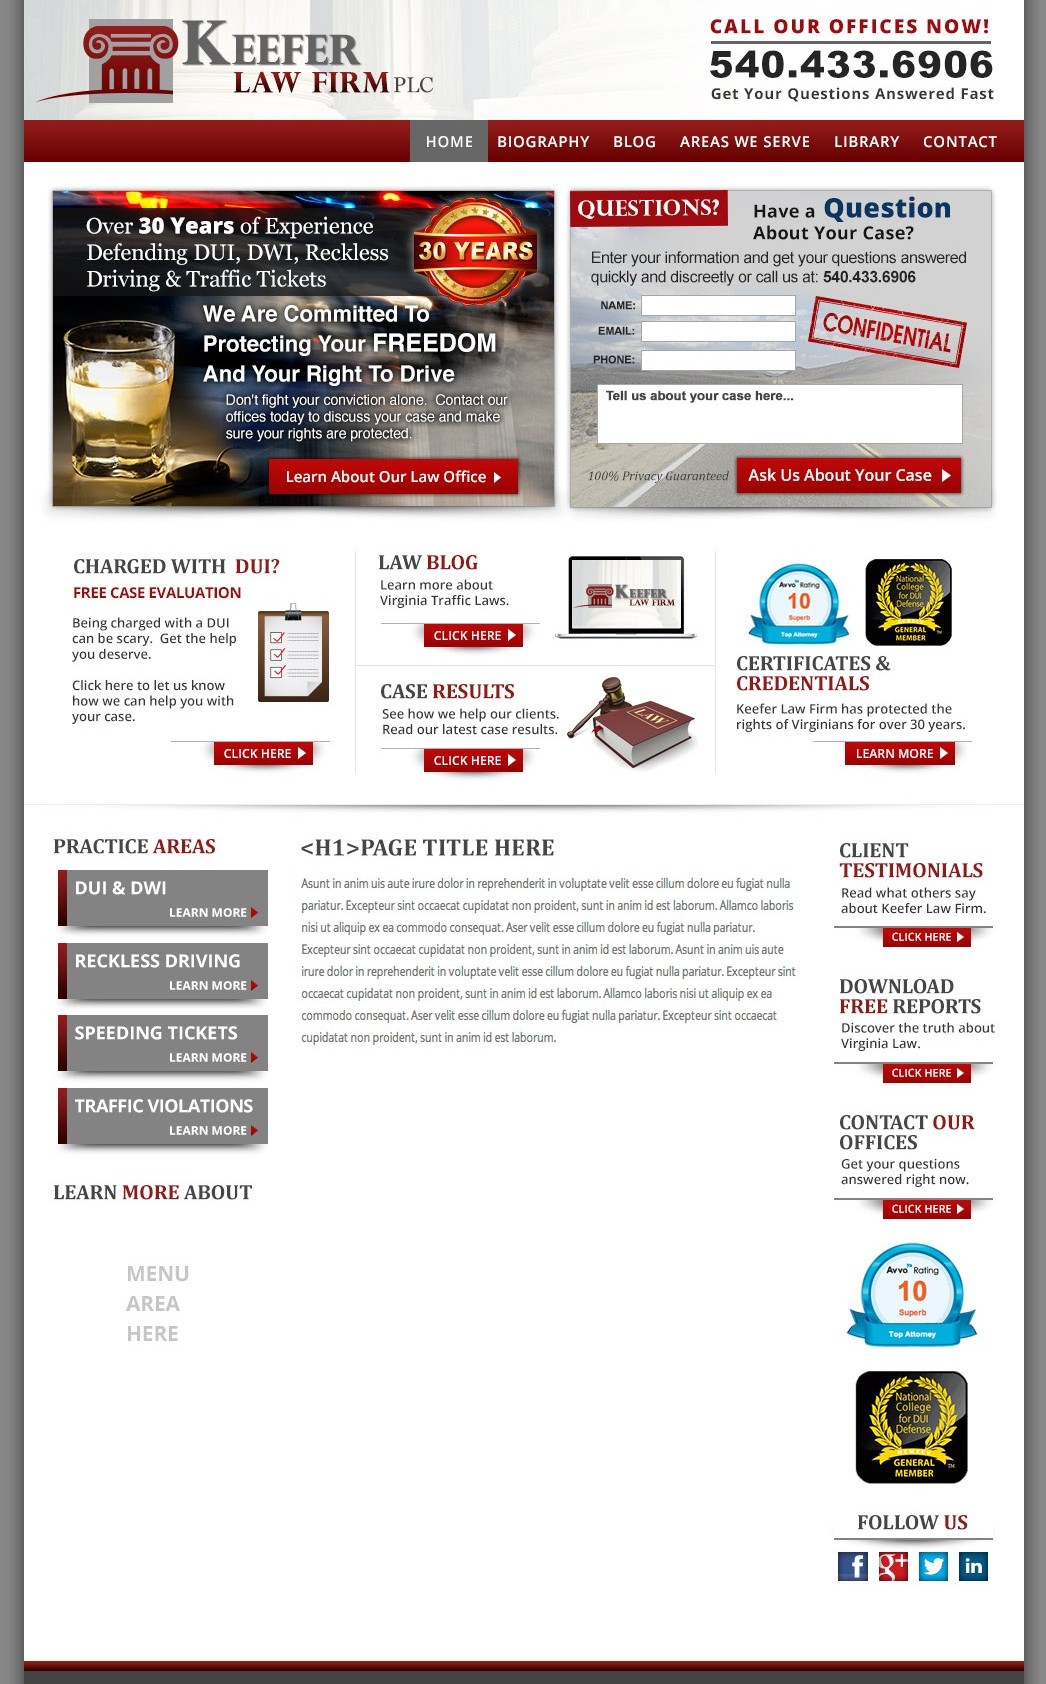 KEEFER
LAW FIRM PLC
CALL OUR OFFICES NOW!
540.433.6906
Get Your Questions Answered Fast
HOME BIOGRAPHY BLOG AREAS WE SERVE LIBRARY CONTACT
Over 30 Years of Experience
Defending DUI, DWI, Reckless
Driving & Traffic Tickets
30 YEARS
We Are Committed To
Protecting Your FREEDOM
And Your Right To Drive
Don't fight your conviction alone. Contact our
offices today to discuss your case and make
sure your rights are protected.
Learn About Our Law Office
QUESTIONS?
Have a Question
About Your Case?
Enter your information and get your questions answered
quickly and discreetly or call us at: 540.433.6906
NAME:
EMAIL:
PHONE:
CONFIDENTIAL
Tell us about your case here...
100% Privacy Guaranteed
Ask Us About Your Case
CHARGED WITH DUI?
FREE CASE EVALUATION
Being charged with a DUI
can be scary. Get the help
you deserve.
Click here to let us know
how we can help you with
your case.
CLICK HERE
LAW BLOG
Learn more about
Virginia Traffic Laws.
CLICK HERE
KEEFER
LAW FIRM
CASE RESULTS
See how we help our clients.
Read our latest case results.
CLICK HERE
LAW
Avvo Rating
10
Superb
Top Attorney
National
College
for DUI
Defense
GENERAL
MEMBER
TM
CERTIFICATES &
CREDENTIALS
Keefer Law Firm has protected the
rights of Virginians for over 30 years.
LEARN MORE
PRACTICE AREAS
DUI & DWI
LEARN MORE
RECKLESS DRIVING
LEARN MORE
SPEEDING TICKETS
LEARN MORE
TRAFFIC VIOLATIONS
LEARN MORE
LEARN MORE ABOUT
MENU
AREA
HERE
<H1>PAGE TITLE HERE
Asunt in anim uis aute irure dolor in reprehenderit in voluptate velit esse cillum dolore eu fugiat nulla
pariatur. Excepteur sint occaecat cupidatat non proident, sunt in anim id est laborum. Allamco laboris
nisi ut aliquip ex ea commodo consequat. Aser velit esse cillum dolore eu fugiat nulla pariatur.
Excepteur sint occaecat cupidatat non proident, sunt in anim id est laborum. Asunt in anim uis aute
irure dolor in reprehenderit in voluptate velit esse cillum dolore eu fugiat nulla pariatur. Excepteur sint
occaecat cupidatat non proident, sunt in anim id est laborum. Allamco laboris nisi ut aliquip ex ea
commodo consequat. Aser velit esse cillum dolore eu fugiat nulla pariatur. Excepteur sint occaecat
cupidatat non proident, sunt in anim id est laborum.
CLIENT
TESTIMONIALS
Read what others say
about Keefer Law Firm.
CLICK HERE
DOWNLOAD
FREE REPORTS
Discover the truth about
Virginia Law.
CLICK HERE
CONTACT OUR
OFFICES
Get your questions
answered right now.
CLICK HERE
Avvo Rating
10
Superb
Top Attorney
National
College
for DUI
Defense
GENERAL
MEMBER
TM
FOLLOW US
f g+ in